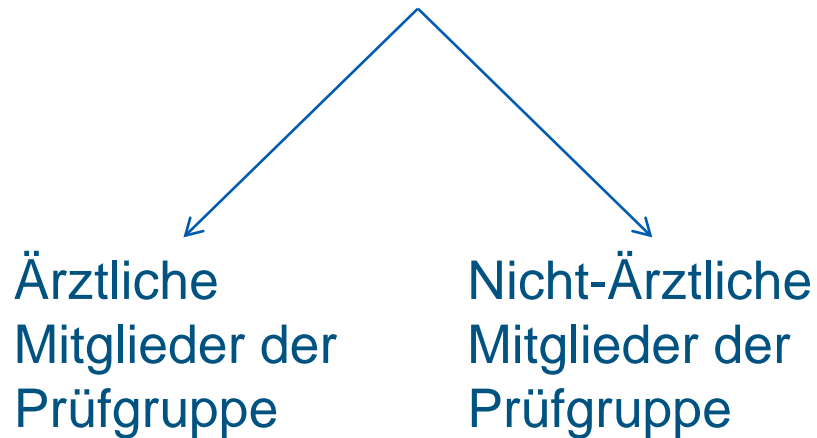 Ärztliche
Mitglieder der
Prüfgruppe
Nicht-Ärztliche
Mitglieder der
Prüfgruppe